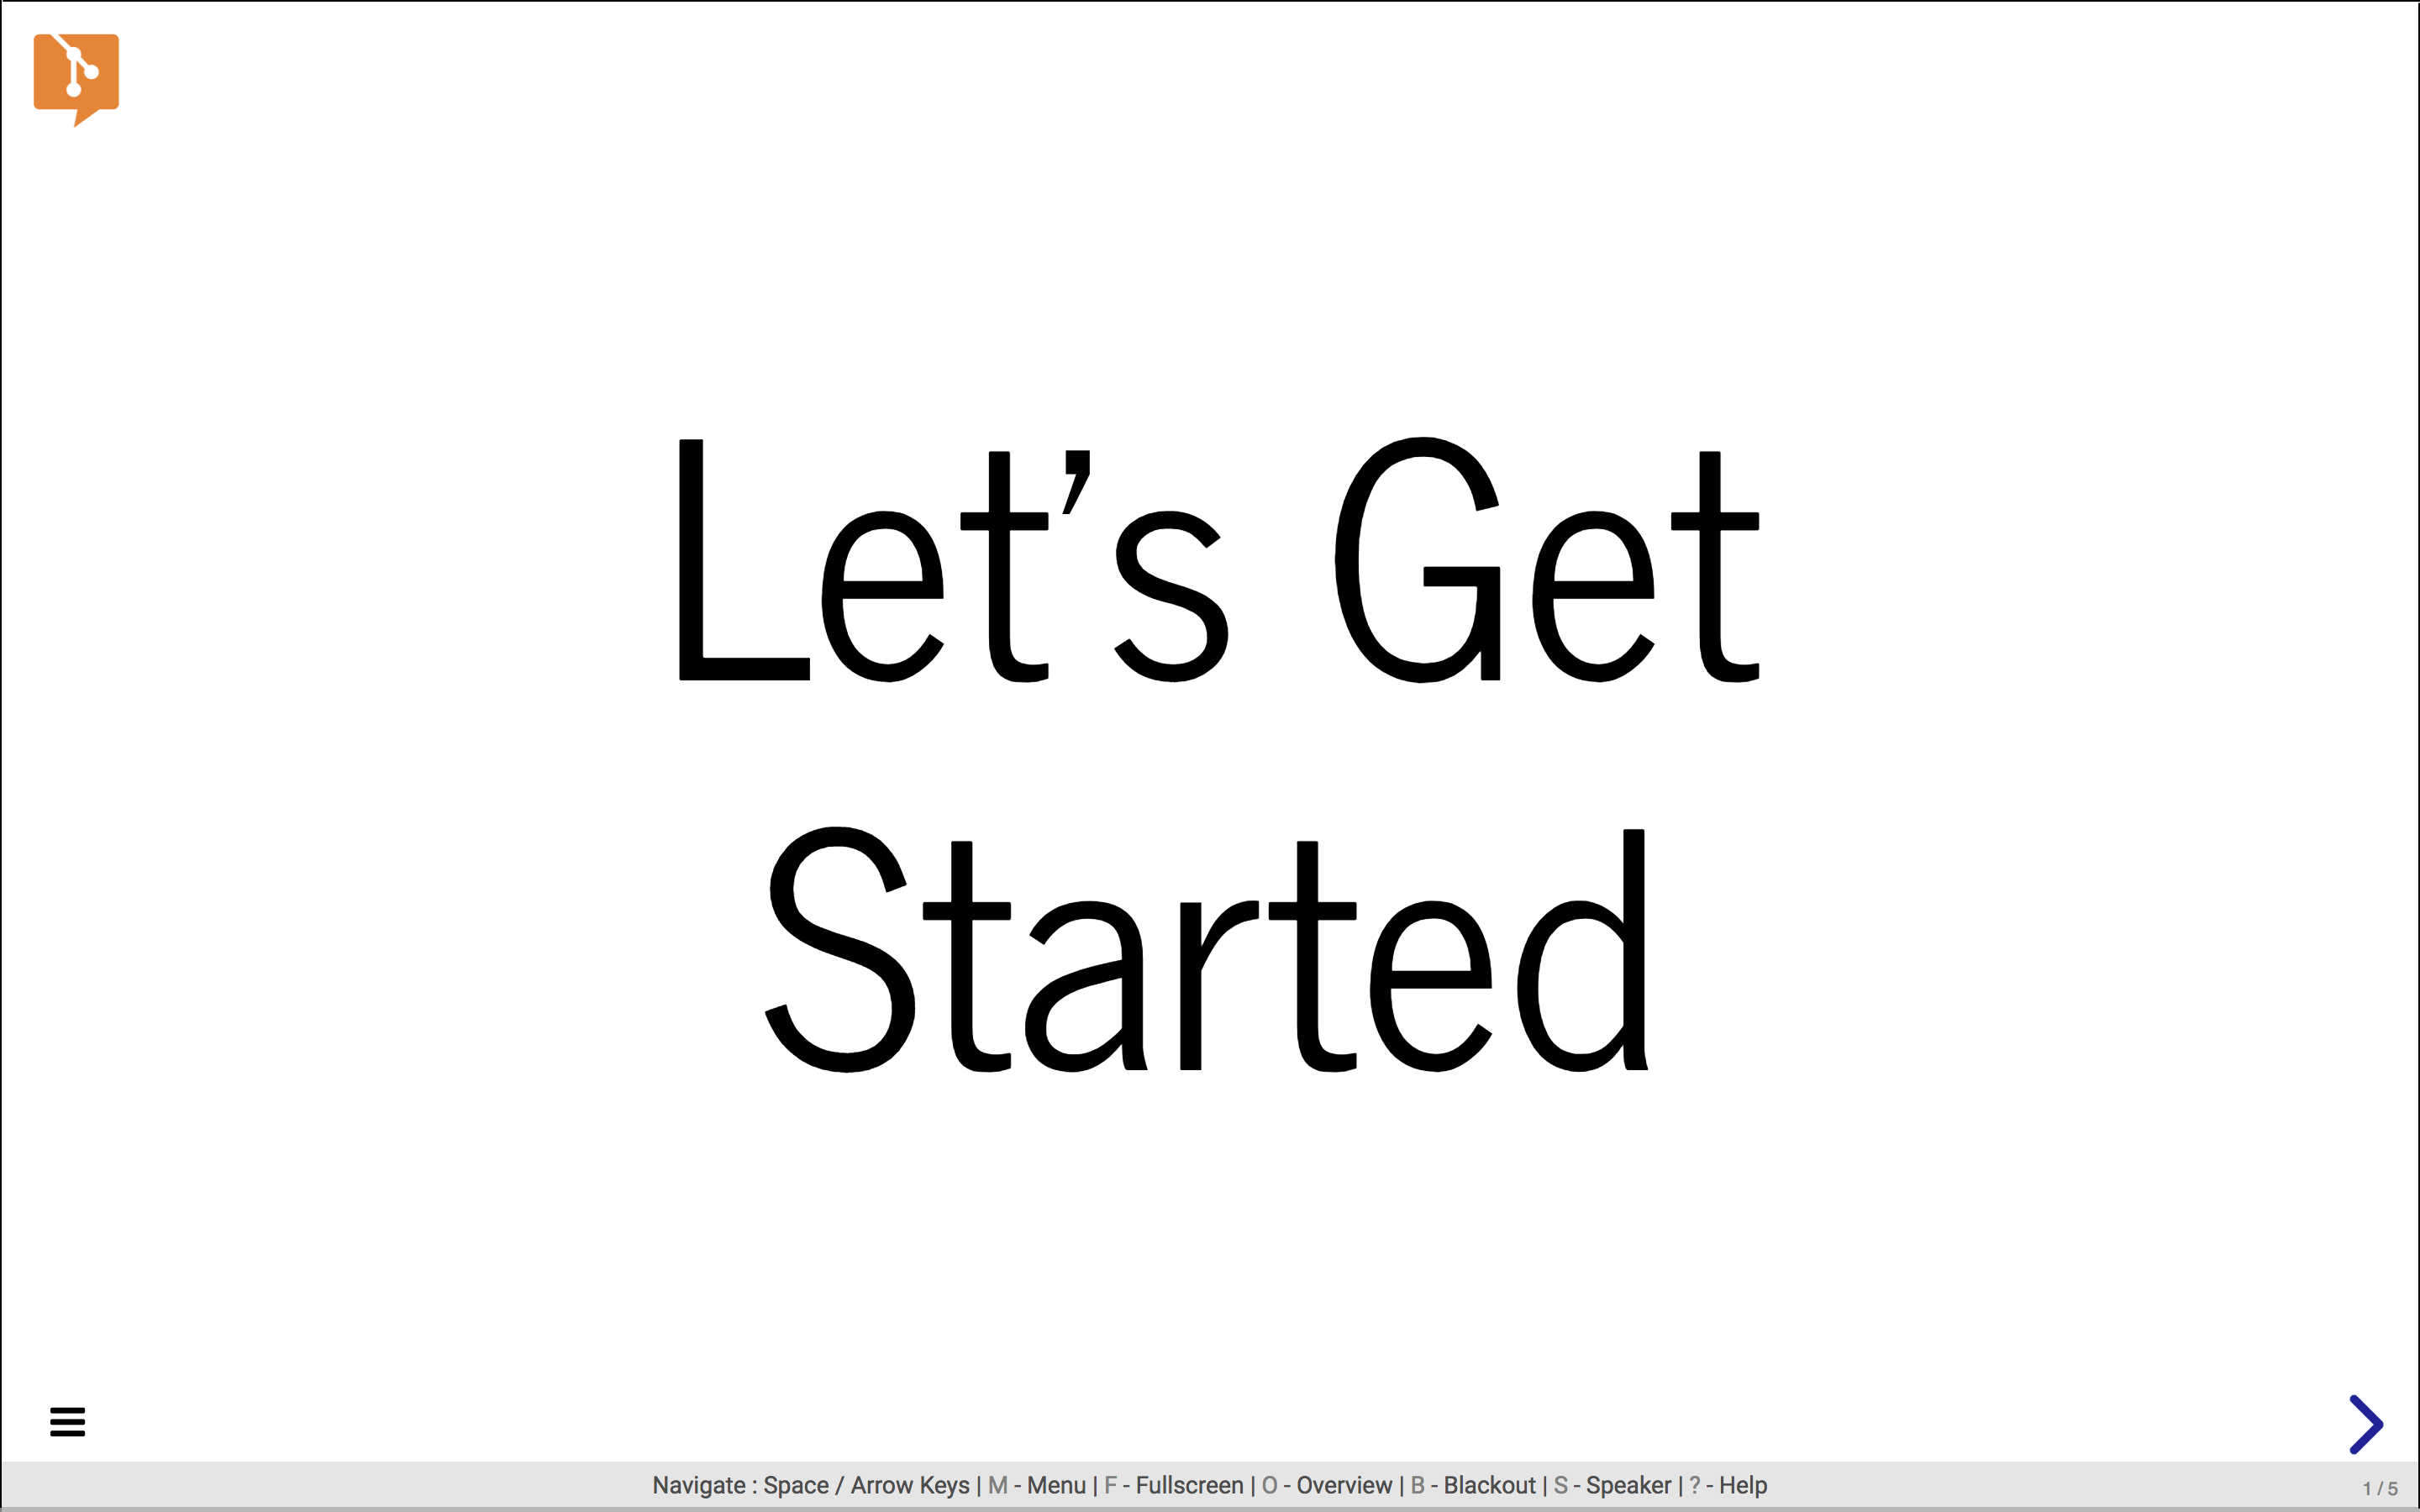 Let’s Get
Started
Navigate : Space / Arrow Keys | M - Menu | F - Fullscreen | O - Overview | B - Blackout | S - Speaker | ? - Help
1 / 5